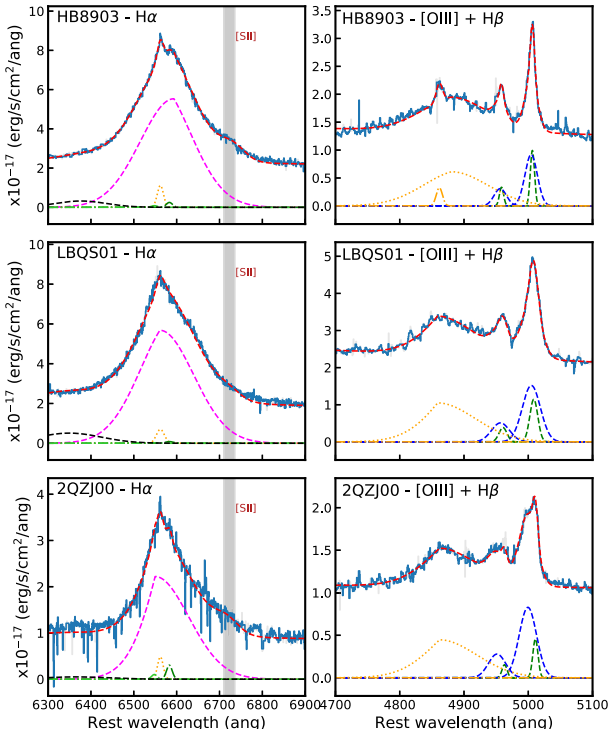 HB8903 - Hα
[SII]
x10⁻¹⁷ (erg/s/cm2/ang)
10
8
6
4
2
0
HB8903 - [OIII] + Hβ
3.5
3.0
2.5
2.0
1.5
1.0
0.5
0.0
LBQS01 - Hα
[SII]
x10⁻¹⁷ (erg/s/cm2/ang)
10
8
6
4
2
0
LBQS01 - [OIII] + Hβ
5
4
3
2
1
0
2QZJ00 - Hα
[SII]
x10⁻¹⁷ (erg/s/cm2/ang)
4
3
2
1
0
6300 6400 6500 6600 6700 6800 6900
Rest wavelength (ang)
2QZJ00 - [OIII] + Hβ
2.0
1.5
1.0
0.5
0.0
4700 4800 4900 5000 5100
Rest wavelength (ang)